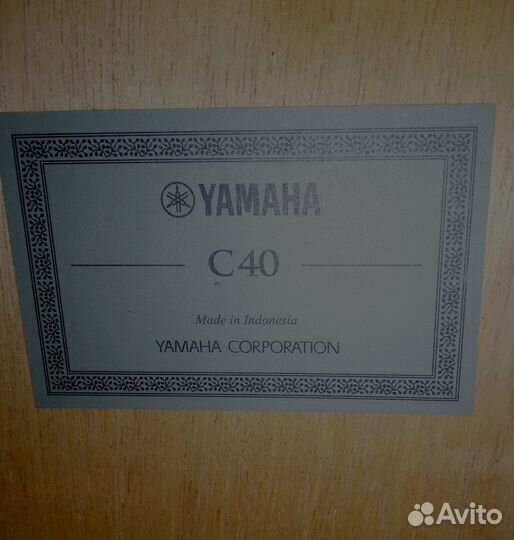 YAMAHA
C40
Made in Indonesia
YAMAHA CORPORATION
Avito